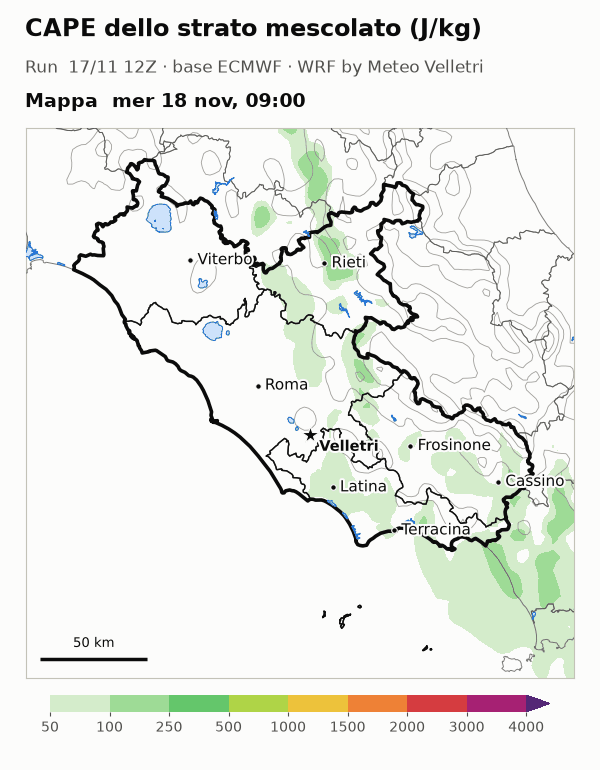 CAPE dello strato mescolato (J/kg)
Run  17/11 12Z · base ECMWF · WRF by Meteo Velletri
Mappa  mer 18 nov, 09:00
Viterbo
Rieti
Roma
Velletri
Frosinone
Latina
Cassino
Terracina
50 km
50 100 250 500 1000 1500 2000 3000 4000